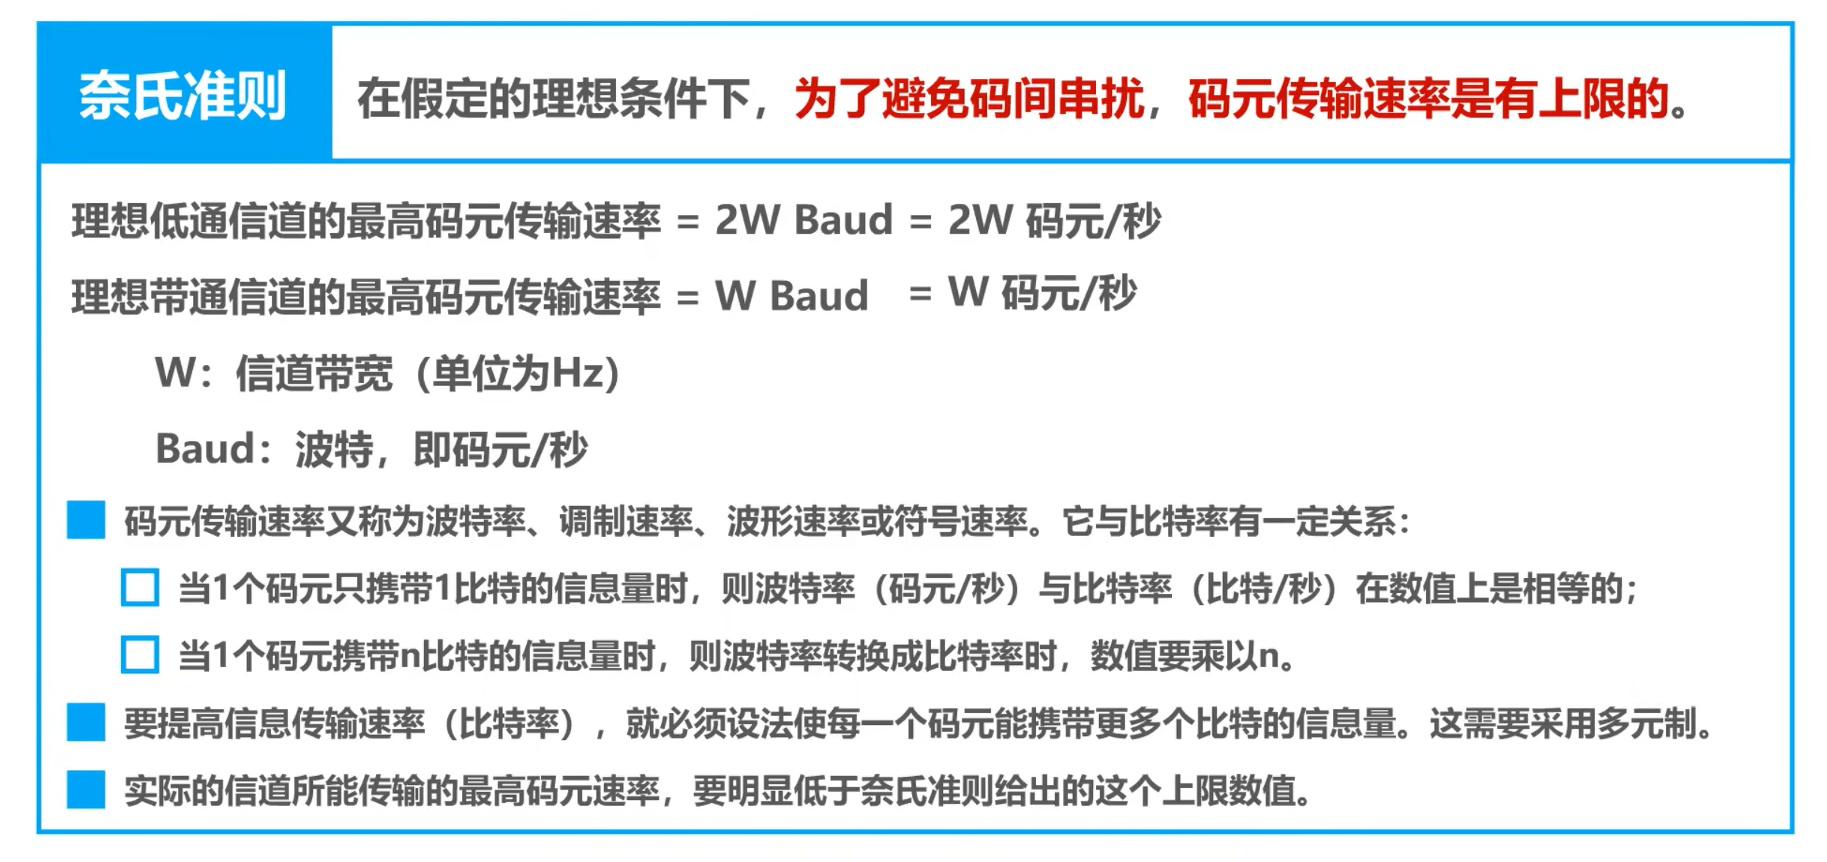 奈氏准则
在假定的理想条件下，为了避免码间串扰，码元传输速率是有上限的。
理想低通信道的最高码元传输速率 = 2W Baud = 2W 码元/秒
理想带通信道的最高码元传输速率 = W Baud = W 码元/秒
W：信道带宽（单位为Hz）
Baud：波特，即码元/秒
码元传输速率又称为波特率、调制速率、波形速率或符号速率。它与比特率有一定关系：
当1个码元只携带1比特的信息量时，则波特率（码元/秒）与比特率（比特/秒）在数值上是相等的；
当1个码元携带n比特的信息量时，则波特率转换成比特率时，数值要乘以n。
要提高信息传输速率（比特率），就必须设法使每一个码元能携带更多个比特的信息量。这需要采用多元制。
实际的信道所能传输的最高码元速率，要明显低于奈氏准则给出的这个上限数值。